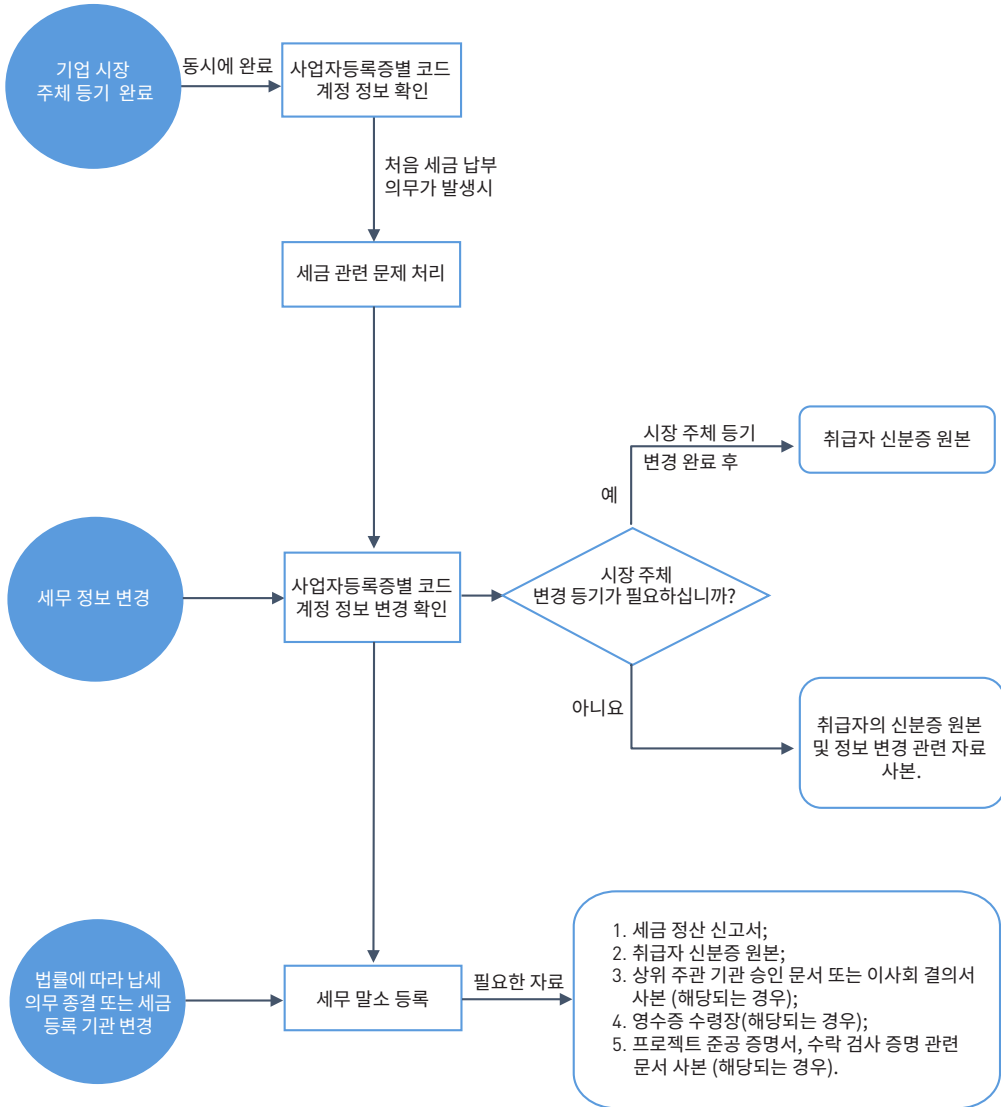 기업 시장
주체 등기 완료
동시에 완료
사업자등록증별 코드
계정 정보 확인
처음 세금 납부
의무가 발생시
세금 관련 문제 처리
시장 주체 등기
변경 완료 후
취급자 신분증 원본
예
세무 정보 변경
사업자등록증별 코드
계정 정보 변경 확인
시장 주체
변경 등기가 필요하십니까?
아니요
취급자의 신분증 원본
및 정보 변경 관련 자료
사본.
법률에 따라 납세
의무 종결 또는 세금
등록 기관 변경
세무 말소 등록
필요한 자료
1. 세금 정산 신고서;
2. 취급자 신분증 원본;
3. 상위 주관 기관 승인 문서 또는 이사회 결의서
사본 (해당되는 경우);
4. 영수증 수령장(해당되는 경우);
5. 프로젝트 준공 증명서, 수락 검사 증명 관련
문서 사본 (해당되는 경우).